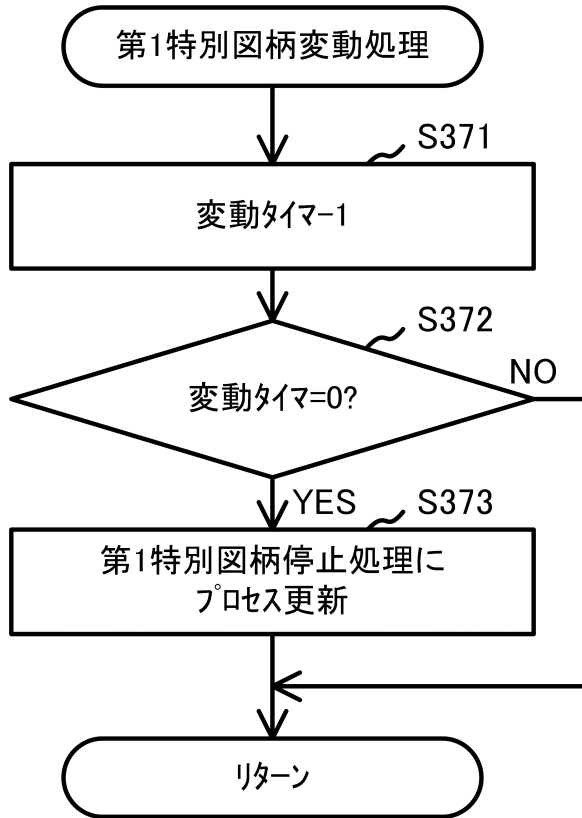 第1特別図柄変動処理
S371
変動タイマ-1
S372
変動タイマ=0?
NO
YES
S373
第1特別図柄停止処理に
プロセス更新
リターン